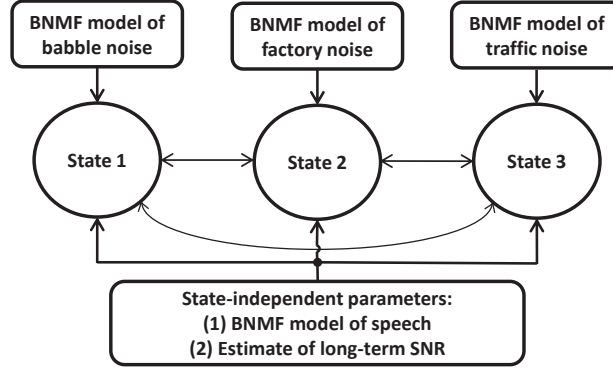 BNMF model of
babble noise
BNMF model of
factory noise
BNMF model of
traffic noise
State 1
State 2
State 3
State-independent parameters:
(1) BNMF model of speech
(2) Estimate of long-term SNR